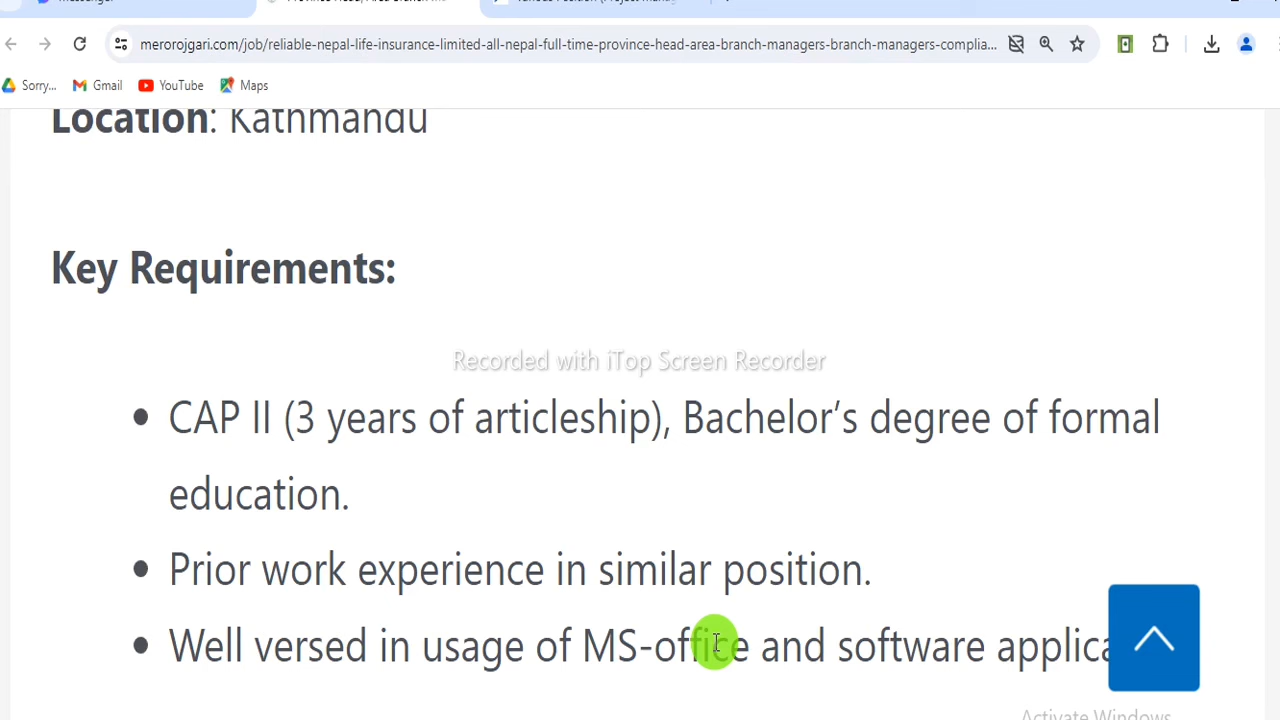 merorojgari.com/job/reliable-nepal-life-insurance-limited-all-nepal-full-time-province-head-area-branch-managers-branch-managers-complia...
Sorry... Gmail YouTube Maps
Location: Kathmandu
Key Requirements:
Recorded with iTop Screen Recorder
• CAP II (3 years of articleship), Bachelor’s degree of formal
education.
• Prior work experience in similar position.
• Well versed in usage of MS-office and software applica
Activate Windows